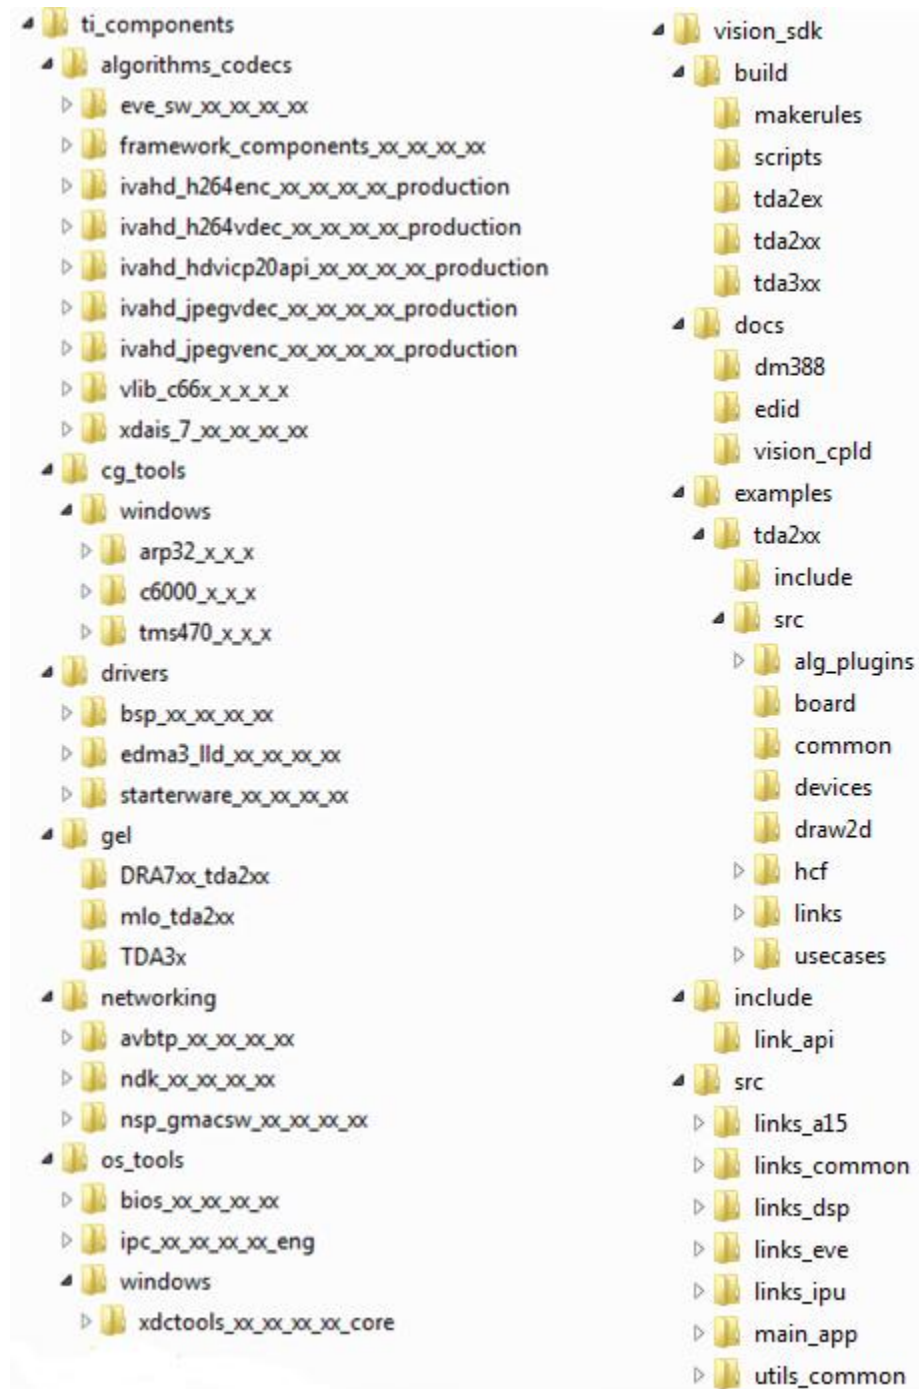 ti_components
algorithms_codecs
eve_sw_xx_xx_xx_xx
framework_components_xx_xx_xx_xx
ivahd_h264enc_xx_xx_xx_xx_production
ivahd_h264vdec_xx_xx_xx_xx_production
ivahd_hdvicp20api_xx_xx_xx_xx_production
ivahd_jpegvdec_xx_xx_xx_xx_production
ivahd_jpegvenc_xx_xx_xx_xx_production
vlib_c66x_x_x_x_x
xdais_7_xx_xx_xx_xx
cg_tools
windows
arp32_x_x_x
c6000_x_x_x
tms470_x_x_x
drivers
bsp_xx_xx_xx_xx
edma3_lld_xx_xx_xx_xx
starterware_xx_xx_xx_xx
gel
DRA7xx_tda2xx
mlo_tda2xx
TDA3x
networking
avbtp_xx_xx_xx_xx
ndk_xx_xx_xx_xx
nsp_gmacsw_xx_xx_xx_xx
os_tools
bios_xx_xx_xx_xx
ipc_xx_xx_xx_xx_eng
windows
xdctools_xx_xx_xx_xx_core
vision_sdk
build
makerules
scripts
tda2ex
tda2xx
tda3xx
docs
dm388
edid
vision_cpld
examples
tda2xx
include
src
alg_plugins
board
common
devices
draw2d
hcf
links
usecases
include
link_api
src
links_a15
links_common
links_dsp
links_eve
links_ipu
main_app
utils_common